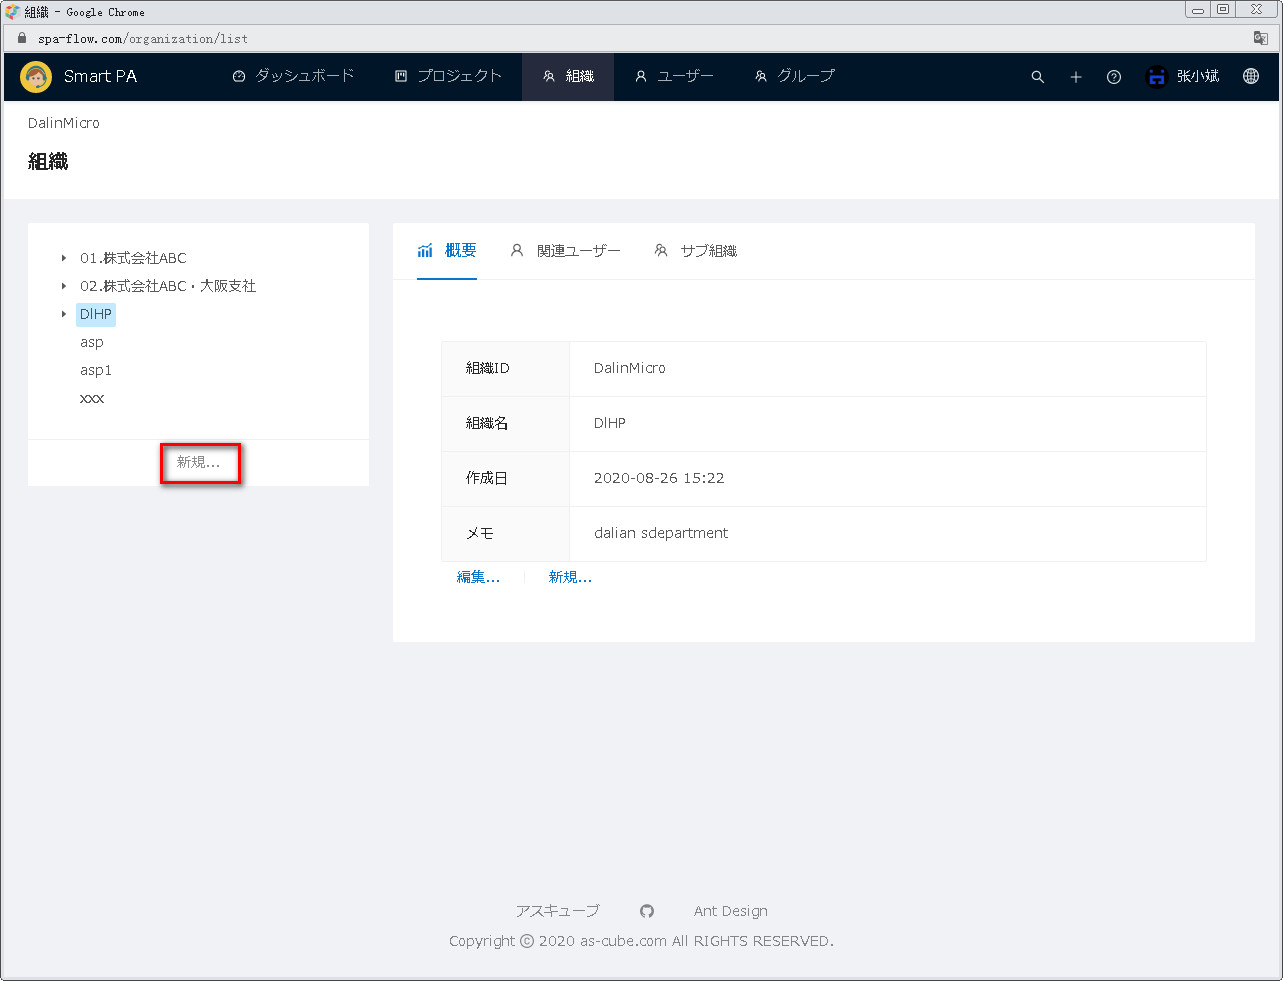 組織 - Google Chrome
spa-flow.com/organization/list
Smart PA ダッシュボード プロジェクト 組織 ユーザー グループ 张小斌
DalinMicro
組織
01.株式会社ABC
02.株式会社ABC・大阪支社
DlHP
asp
asp1
xxx
新規...
概要 関連ユーザー サブ組織
組織ID DalinMicro
組織名 DlHP
作成日 2020-08-26 15:22
メモ dalian sdepartment
編集... 新規...
アスキューブ Ant Design
Copyright © 2020 as-cube.com All RIGHTS RESERVED.